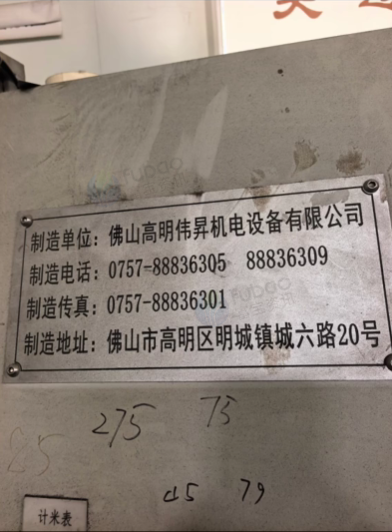 制造单位：佛山高明伟昇机电设备有限公司
制造电话：0757-88836305 88836309
制造传真：0757-88836301
制造地址：佛山市高明区明城镇城六路20号
275 75
25
45 79
计米表